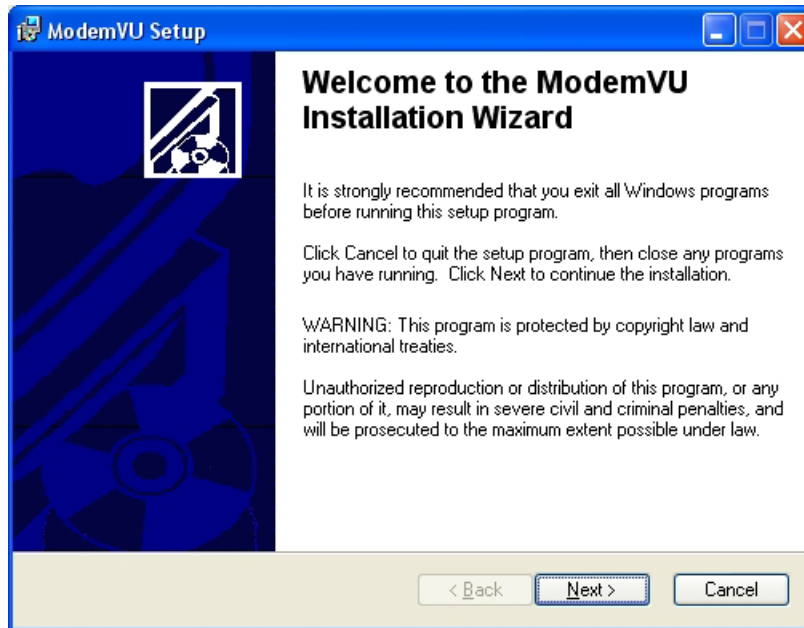 ModemVU Setup
Welcome to the ModemVU
Installation Wizard
It is strongly recommended that you exit all Windows programs
before running this setup program.
Click Cancel to quit the setup program, then close any programs
you have running.  Click Next to continue the installation.
WARNING: This program is protected by copyright law and
international treaties.
Unauthorized reproduction or distribution of this program, or any
portion of it, may result in severe civil and criminal penalties, and
will be prosecuted to the maximum extent possible under law.
< Back Next > Cancel